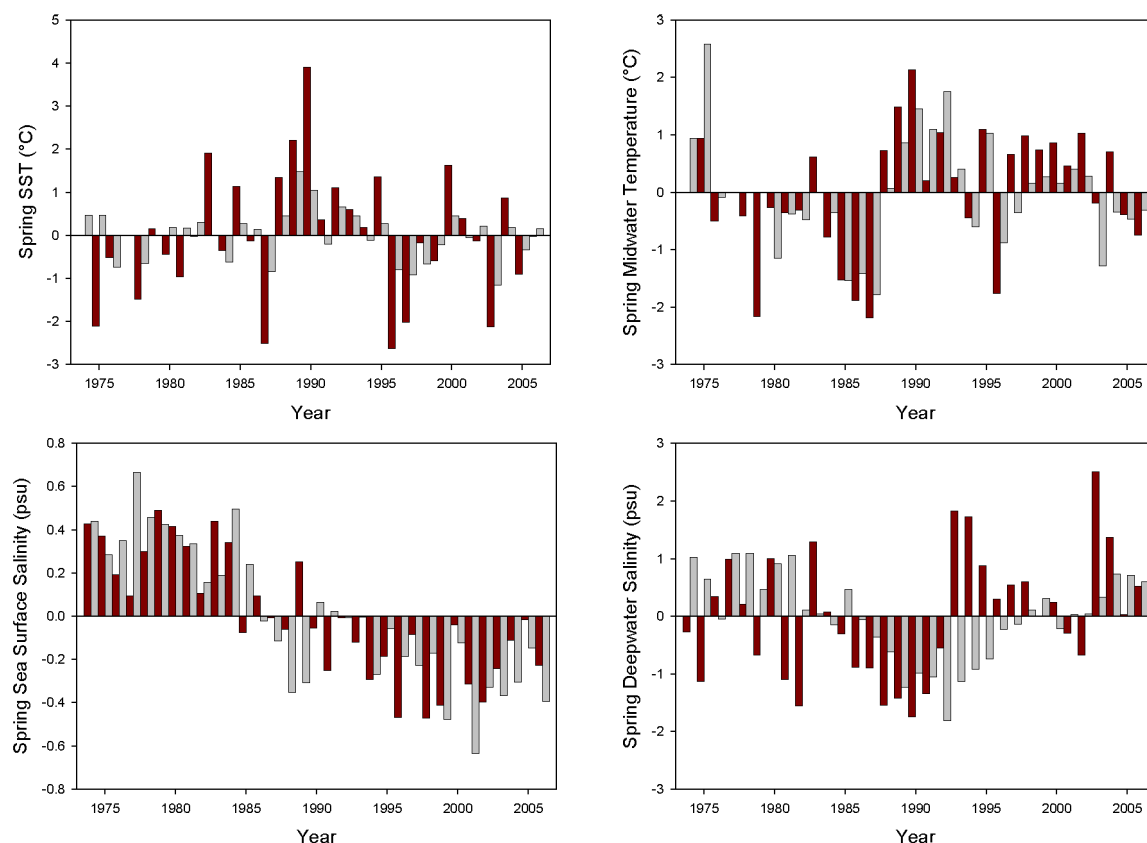 Spring SST (°C)
5
4
3
2
1
0
-1
-2
-3
1975 1980 1985 1990 1995 2000 2005
Year
Spring Midwater Temperature (°C)
3
2
1
0
-1
-2
-3
1975 1980 1985 1990 1995 2000 2005
Year
Spring Sea Surface Salinity (psu)
0.8
0.6
0.4
0.2
0.0
-0.2
-0.4
-0.6
-0.8
1975 1980 1985 1990 1995 2000 2005
Year
Spring Deepwater Salinity (psu)
3
2
1
0
-1
-2
-3
1975 1980 1985 1990 1995 2000 2005
Year